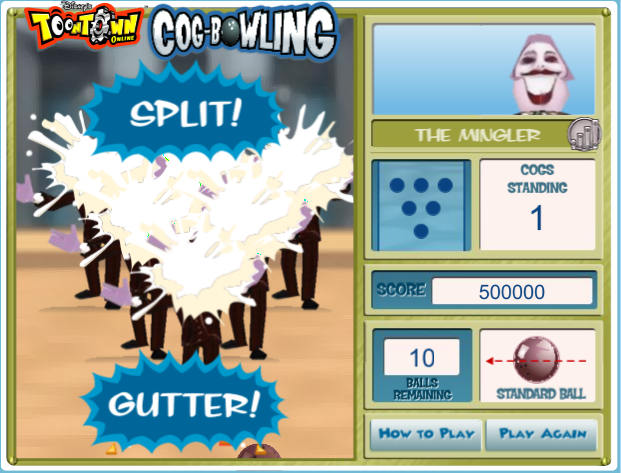 Disney's
TOONTOWN
ONLINE
COG-BOWLING
SPLIT!
THE MINGLER
COGS
STANDING
1
SCORE
500000
10
BALLS
REMAINING
STANDARD BALL
GUTTER!
HOW TO PLAY
PLAY AGAIN